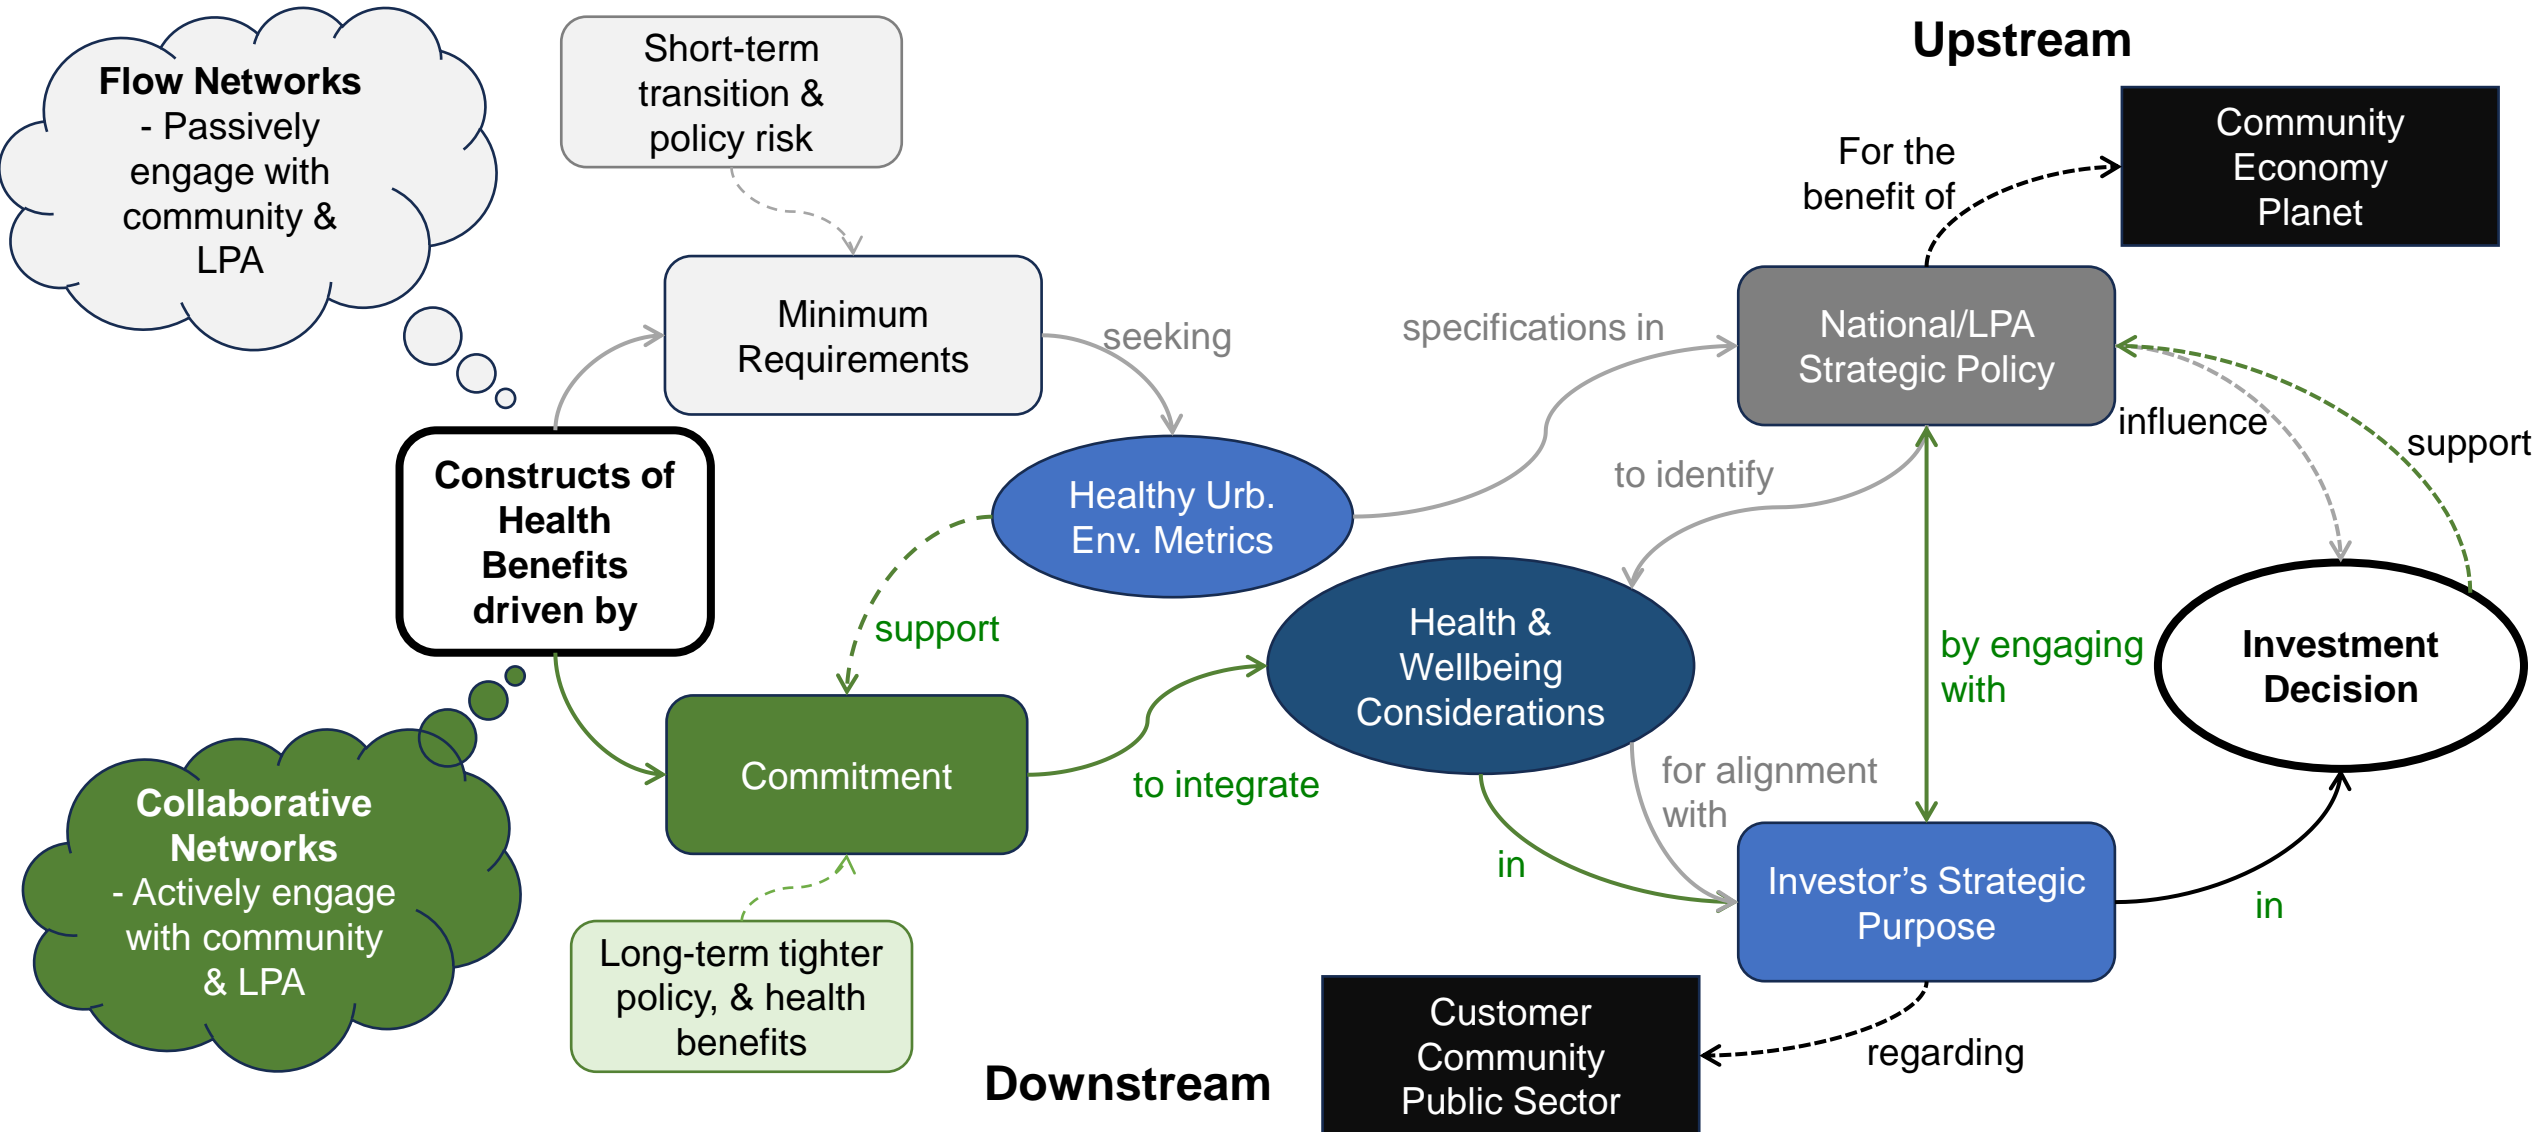 Flow Networks
- Passively
engage with
community &
LPA
Short-term
transition &
policy risk
Upstream
Community
Economy
Planet
For the
benefit of
Minimum
Requirements
seeking
specifications in
National/LPA
Strategic Policy
influence
support
Constructs of
Health
Benefits
driven by
Healthy Urb.
Env. Metrics
to identify
support
Health &
Wellbeing
Considerations
by engaging
with
Investment
Decision
Collaborative
Networks
- Actively engage
with community
& LPA
Commitment
to integrate
for alignment
with
in
Investor’s Strategic
Purpose
in
Long-term tighter
policy, & health
benefits
Downstream
Customer
Community
Public Sector
regarding